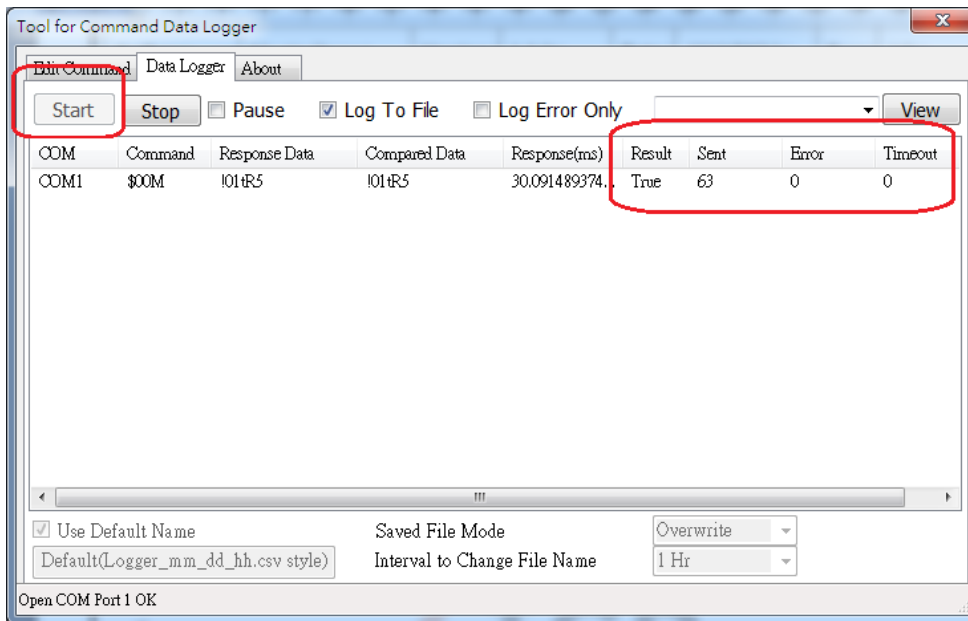 Tool for Command Data Logger
Edit Command Data Logger About
Start Stop Pause Log To File Log Error Only View
COM Command Response Data Compared Data Response(ms) Result Sent Error Timeout
COM1 $00M !01tR5 !01tR5 30.091489374... True 63 0 0
Use Default Name Saved File Mode Overwrite
Default(Logger_mm_dd_hh.csv style) Interval to Change File Name 1 Hr
Open COM Port 1 OK